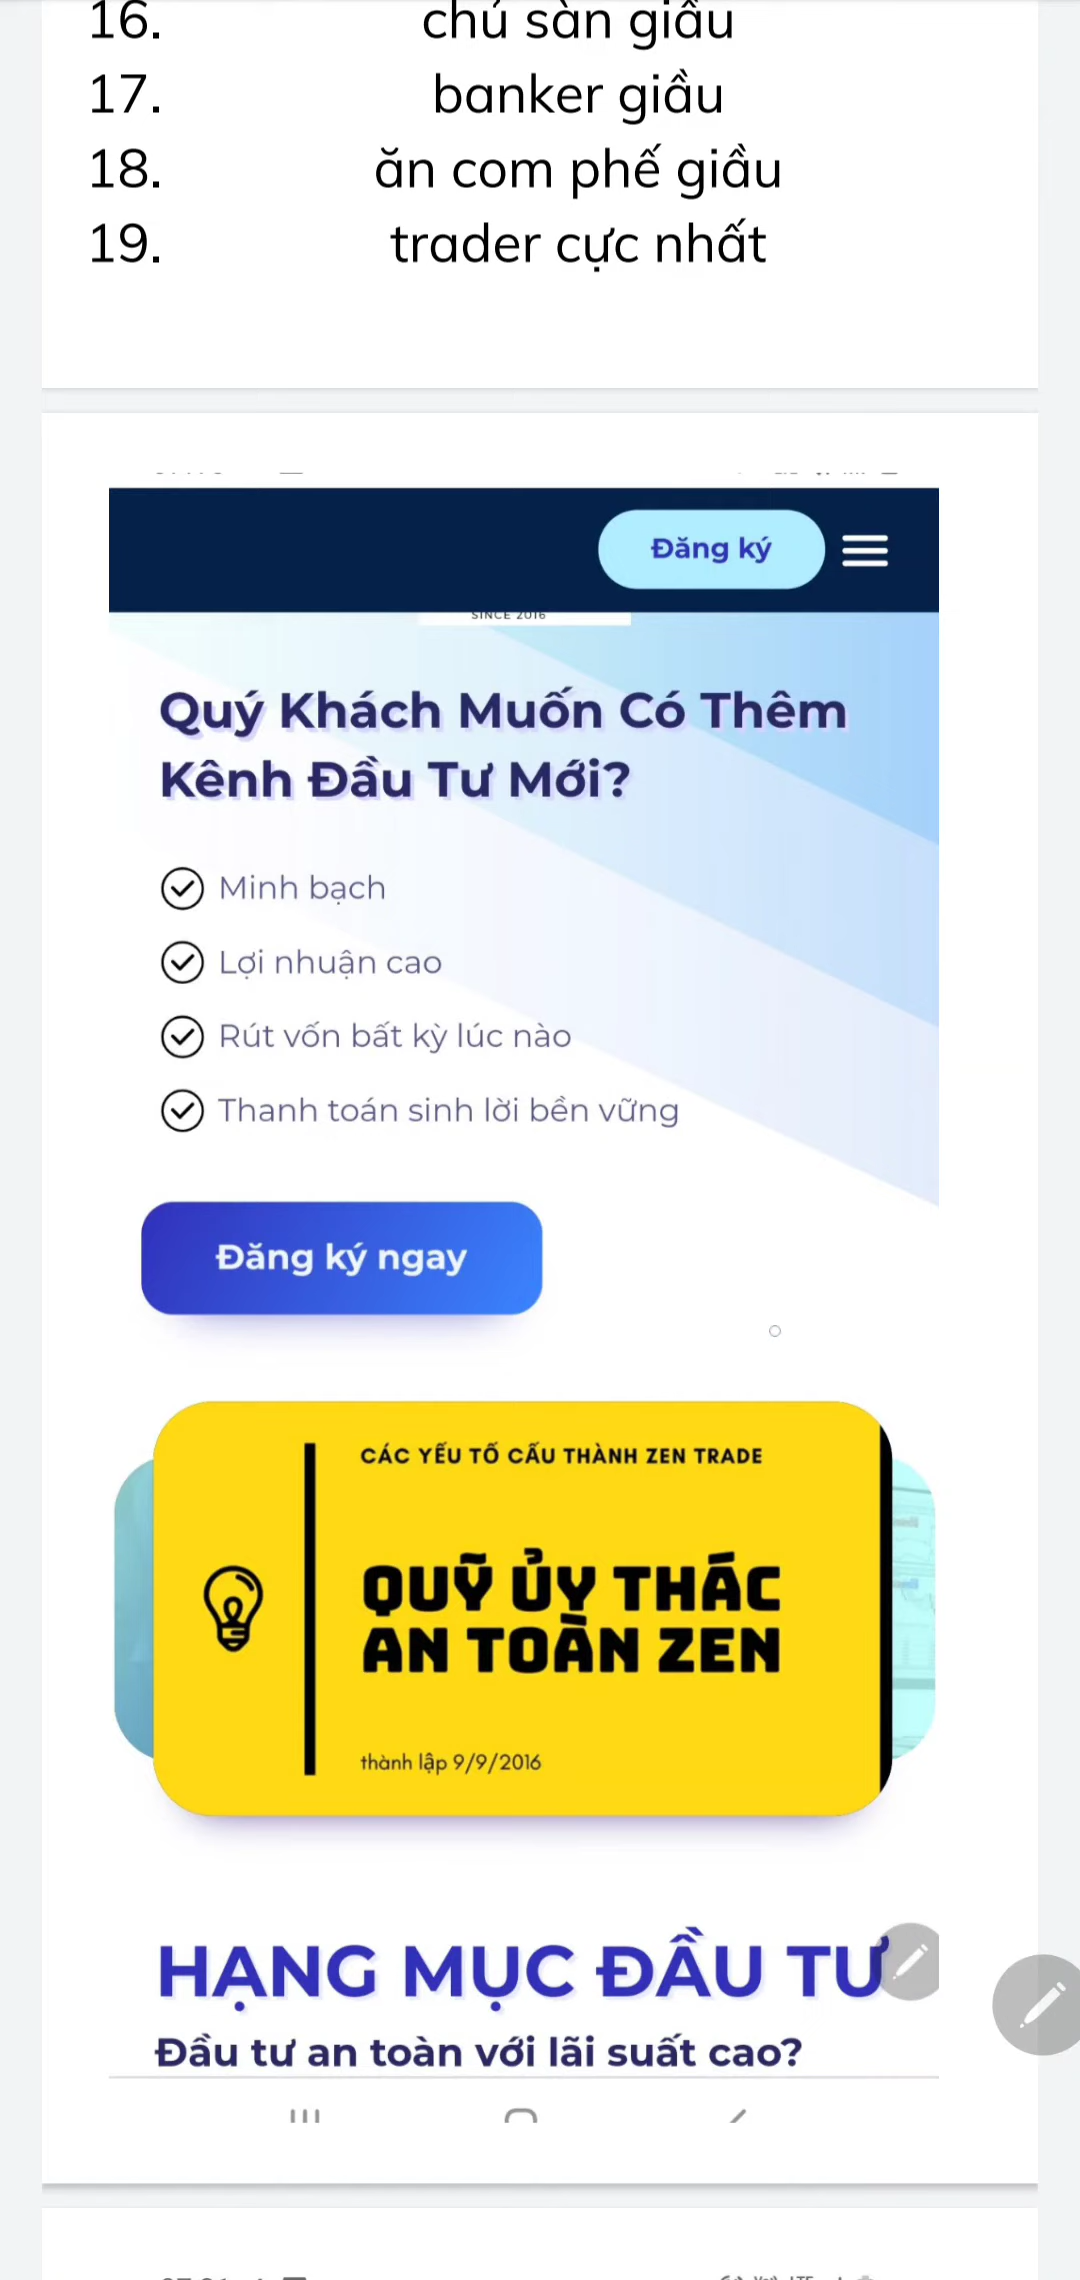 16. chủ sàn giầu
17. banker giầu
18. ăn com phế giầu
19. trader cực nhất
Đăng ký
SINCE 2016
Quý Khách Muốn Có Thêm
Kênh Đầu Tư Mới?
Minh bạch
Lợi nhuận cao
Rút vốn bất kỳ lúc nào
Thanh toán sinh lời bền vững
Đăng ký ngay
CÁC YẾU TỐ CẤU THÀNH ZEN TRADE
QUỸ ỦY THÁC
AN TOÀN ZEN
thành lập 9/9/2016
HẠNG MỤC ĐẦU TƯ
Đầu tư an toàn với lãi suất cao?